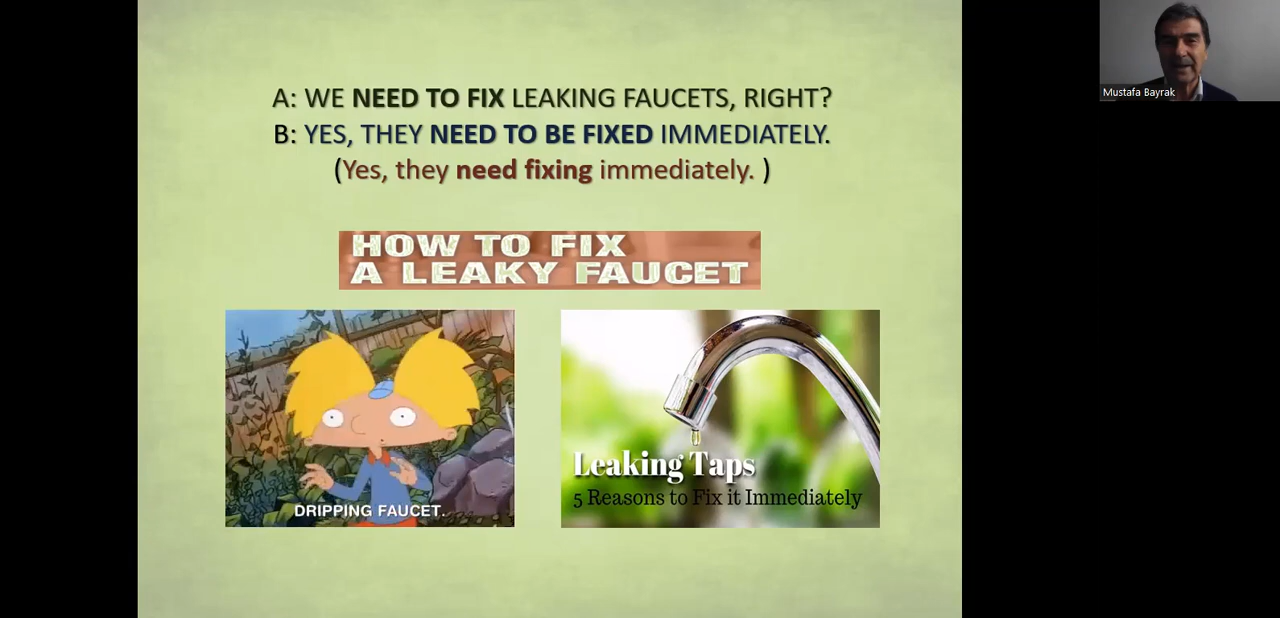 A: WE NEED TO FIX LEAKING FAUCETS, RIGHT?
B: YES, THEY NEED TO BE FIXED IMMEDIATELY.
(Yes, they need fixing immediately. )
HOW TO FIX
A LEAKY FAUCET
DRIPPING FAUCET.
Leaking Taps
5 Reasons to Fix it Immediately
Mustafa Bayrak